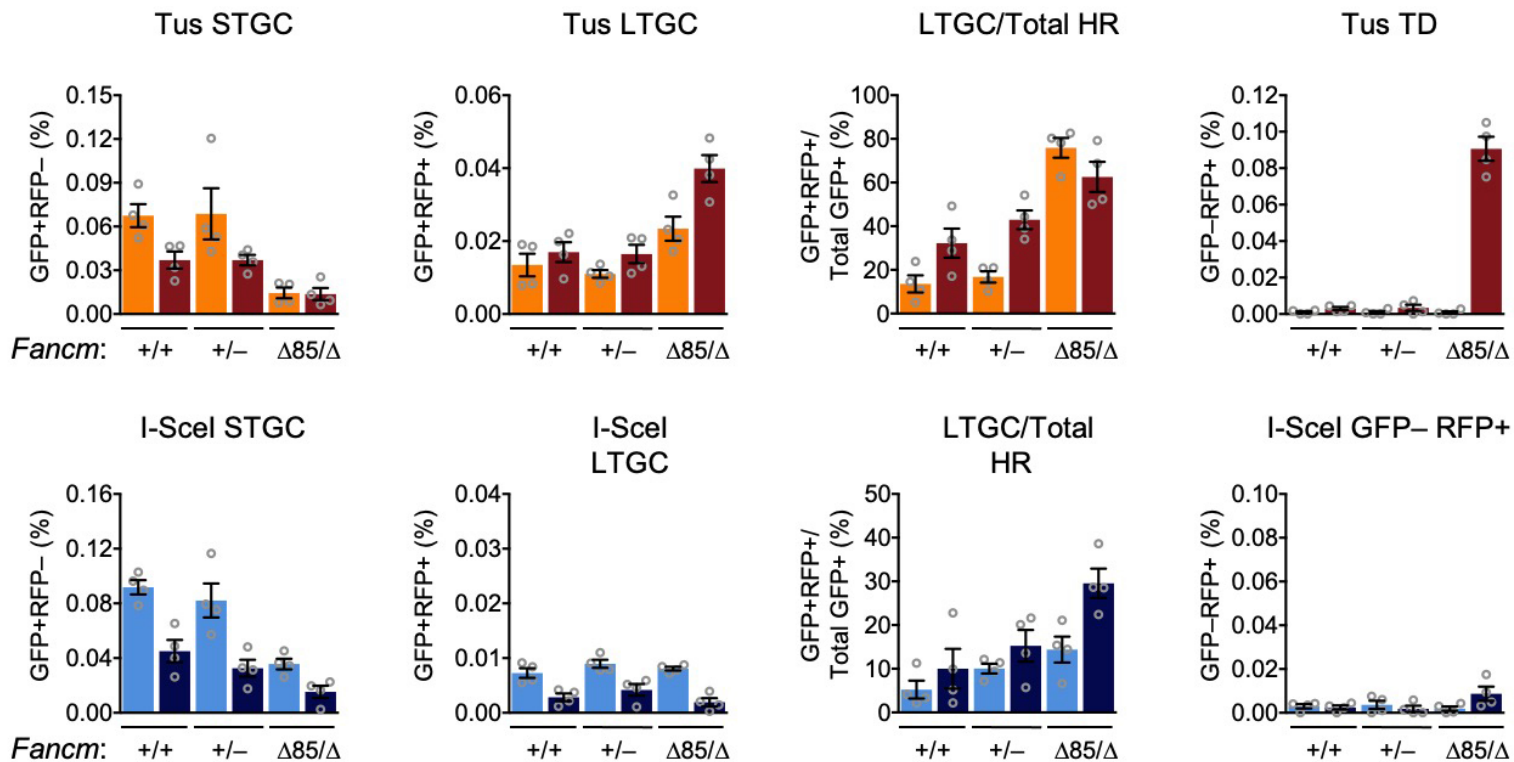 Tus STGC
GFP+RFP– (%)
0.15
0.12
0.09
0.06
0.03
0.00
Fancm: +/+ +/– Δ85/Δ
Tus LTGC
GFP+RFP+ (%)
0.06
0.04
0.02
0.00
+/+ +/– Δ85/Δ
LTGC/Total HR
GFP+RFP+/
Total GFP+ (%)
100
80
60
40
20
0
+/+ +/– Δ85/Δ
Tus TD
GFP–RFP+ (%)
0.12
0.10
0.08
0.06
0.04
0.02
0.00
+/+ +/– Δ85/Δ
I-SceI STGC
GFP+RFP– (%)
0.16
0.12
0.08
0.04
0.00
Fancm: +/+ +/– Δ85/Δ
I-SceI
LTGC
GFP+RFP+ (%)
0.04
0.03
0.02
0.01
0.00
+/+ +/– Δ85/Δ
LTGC/Total
HR
GFP+RFP+/
Total GFP+ (%)
50
40
30
20
10
0
+/+ +/– Δ85/Δ
I-SceI GFP– RFP+
GFP–RFP+ (%)
0.10
0.08
0.06
0.04
0.02
0.00
+/+ +/– Δ85/Δ